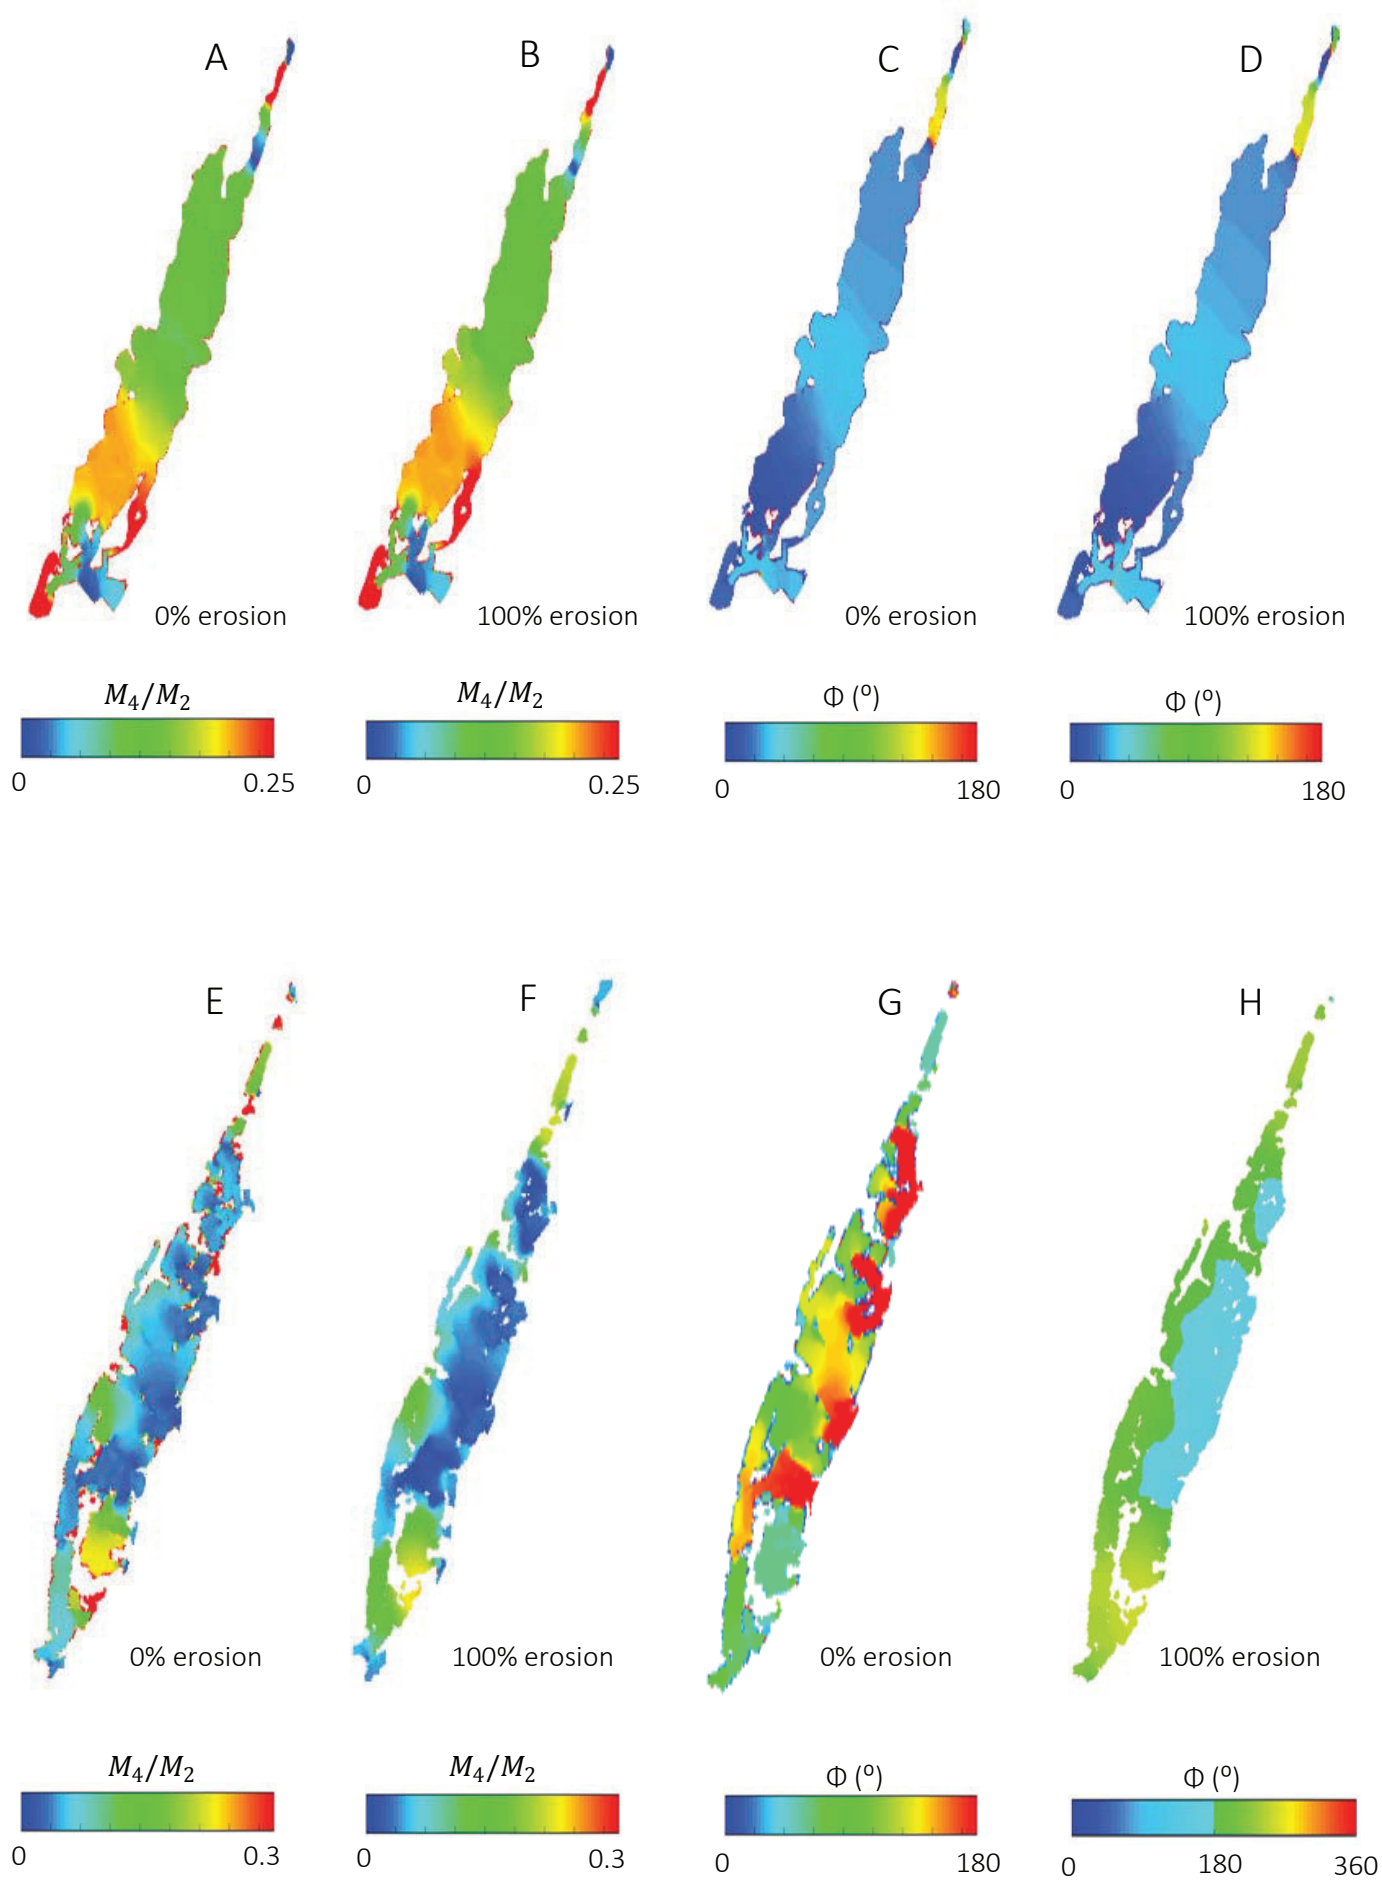 A B C D
0% erosion 100% erosion 0% erosion 100% erosion
M₄/M₂ M₄/M₂ Φ (º) Φ (º)
0 0.25 0 0.25 0 180 0 180
E F G H
0% erosion 100% erosion 0% erosion 100% erosion
M₄/M₂ M₄/M₂ Φ (º) Φ (º)
0 0.3 0 0.3 0 180 0 180 360